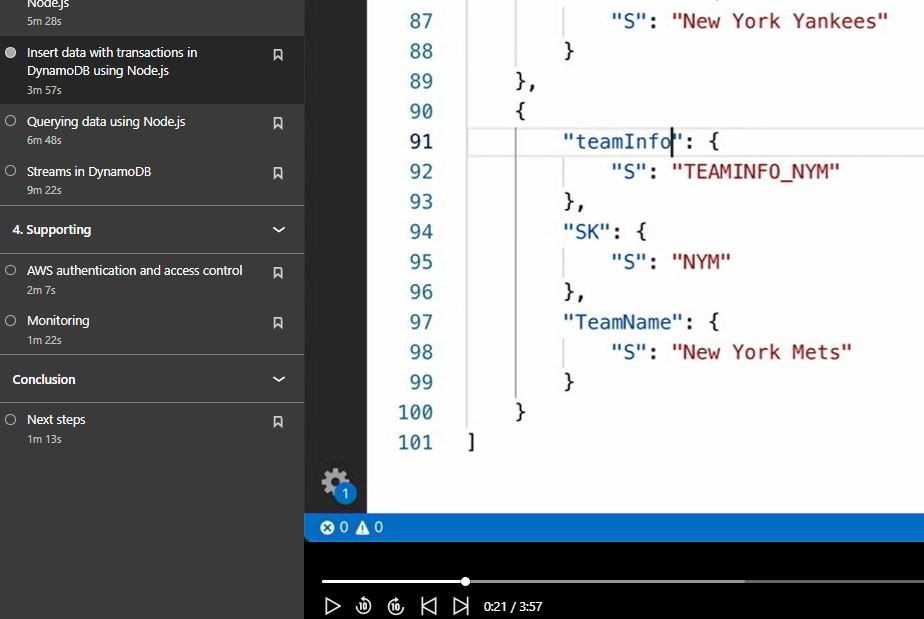 Node.js
5m 28s
Insert data with transactions in
DynamoDB using Node.js
3m 57s
Querying data using Node.js
6m 48s
Streams in DynamoDB
9m 22s
4. Supporting
AWS authentication and access control
2m 7s
Monitoring
1m 22s
Conclusion
Next steps
1m 13s
87 "S": "New York Yankees"
88 }
89 },
90 {
91 "teamInfo": {
92 "S": "TEAMINFO_NYM"
93 },
94 "SK": {
95 "S": "NYM"
96 },
97 "TeamName": {
98 "S": "New York Mets"
99 }
100 }
101 ]
1
0 0
10 10 0:21 / 3:57